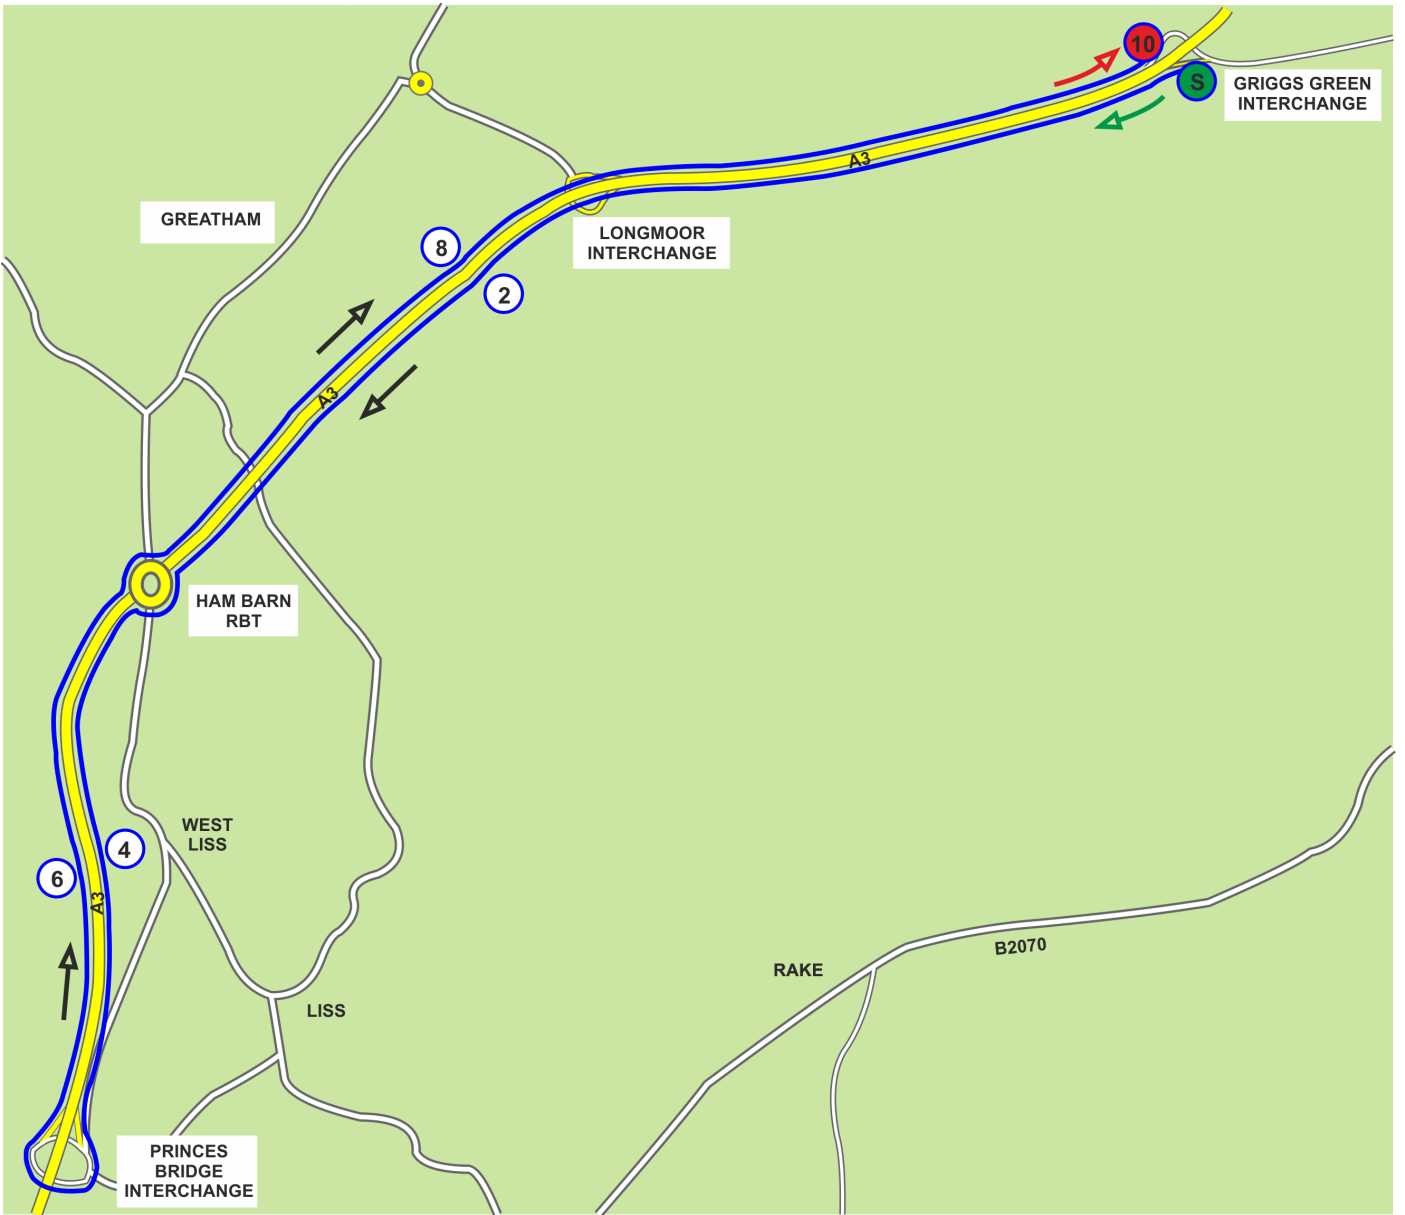 10
S
GRIGGS GREEN
INTERCHANGE
A3
GREATHAM
LONGMOOR
INTERCHANGE
8
2
A3
HAM BARN
RBT
WEST
LISS
4
6
A3
B2070
RAKE
LISS
PRINCES
BRIDGE
INTERCHANGE